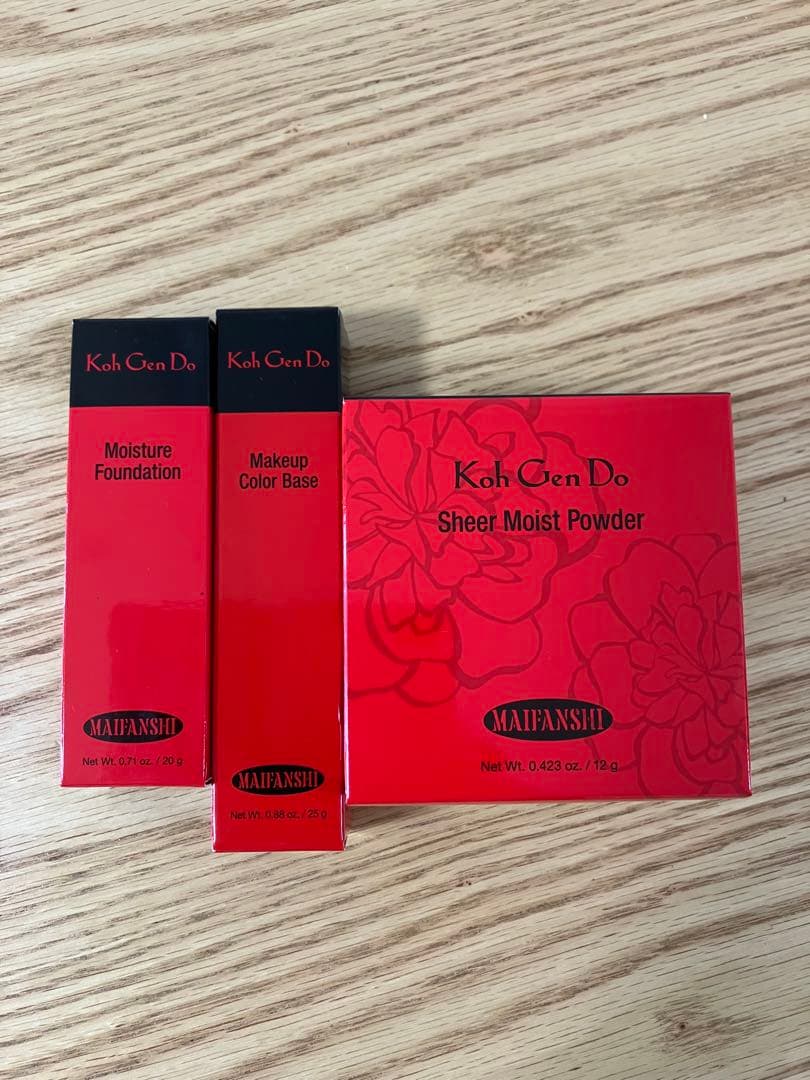 Koh Gen Do
Moisture
Foundation
MAIFANSHI
Net Wt. 0.71 oz. / 20 g
Koh Gen Do
Makeup
Color Base
MAIFANSHI
Net Wt. 0.88 oz. / 25 g
Koh Gen Do
Sheer Moist Powder
MAIFANSHI
Net Wt. 0.423 oz. / 12 g